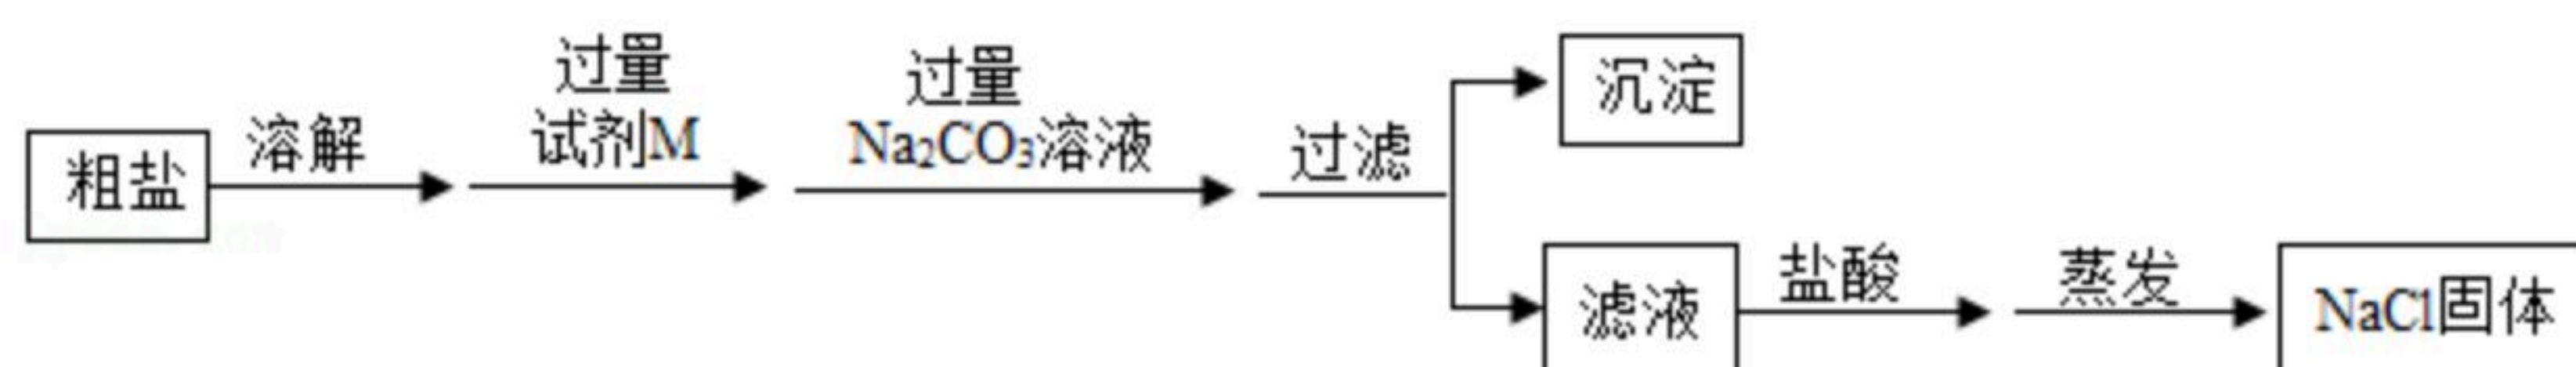 粗盐
溶解
过量
试剂M
过量
Na₂CO₃溶液
过滤
沉淀
滤液
盐酸
蒸发
NaCl固体